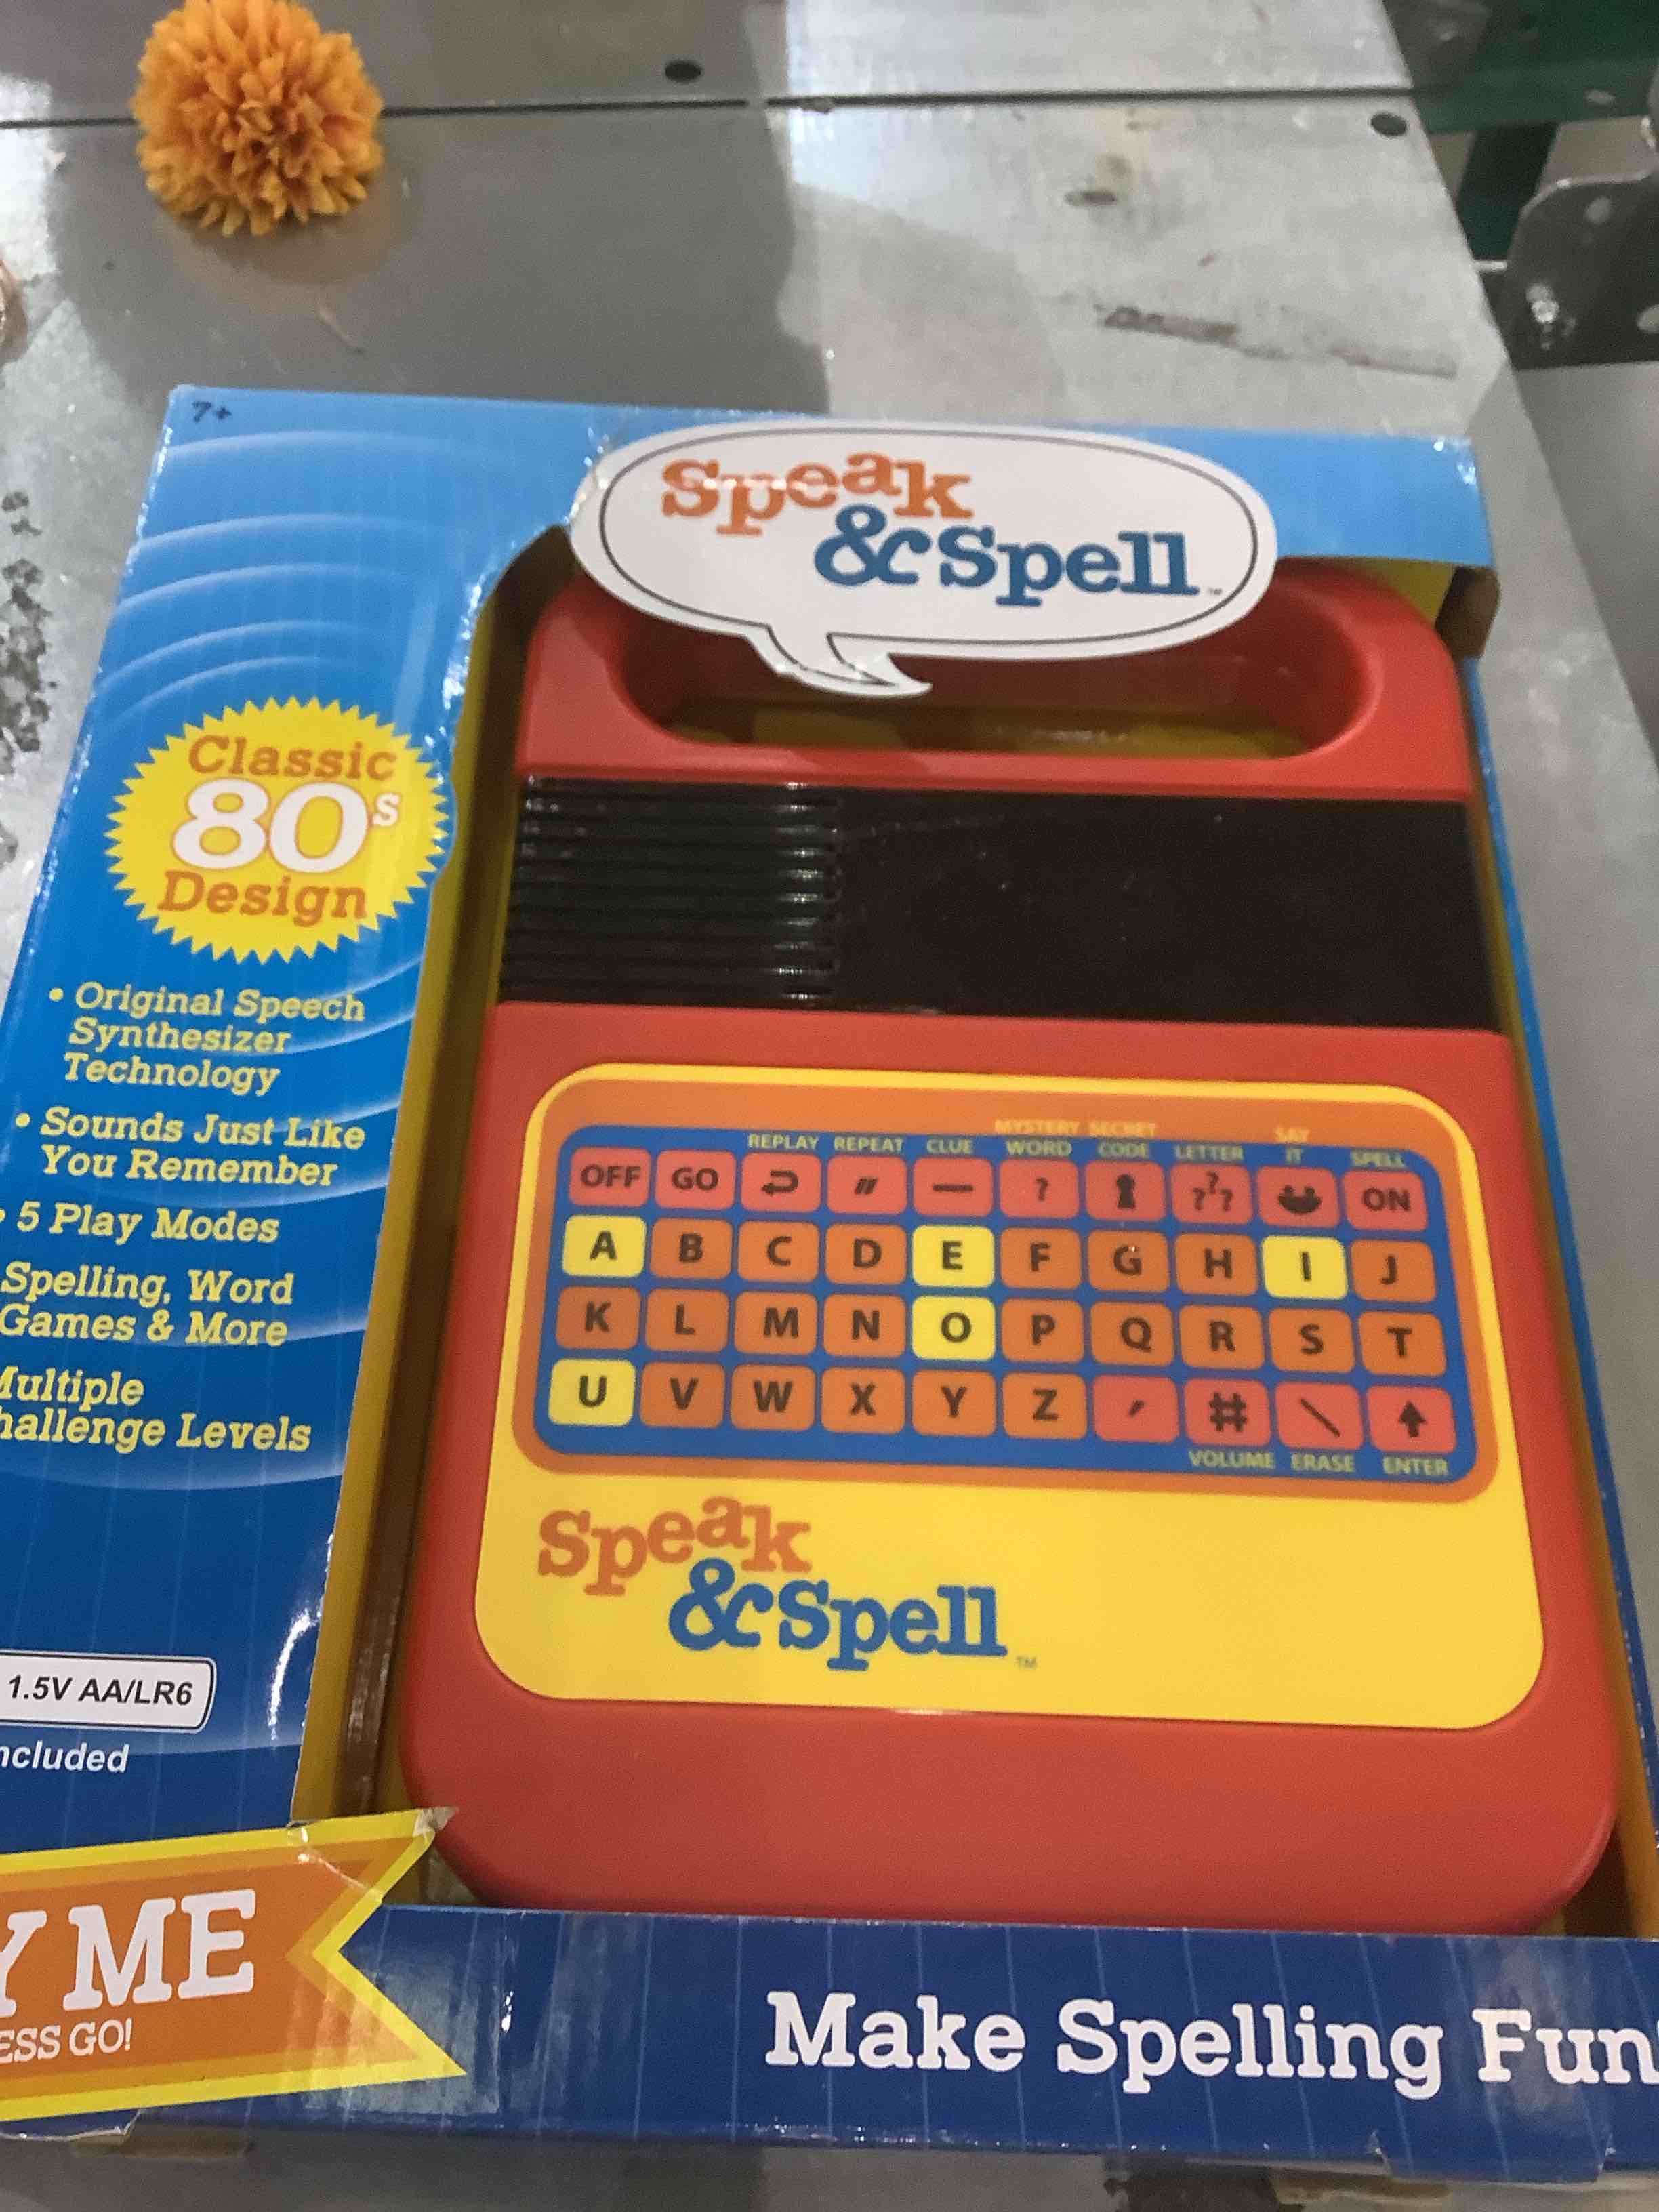 7+
Speak
& Spell ™
Classic
80s
Design
• Original Speech
Synthesizer
Technology
• Sounds Just Like
You Remember
• 5 Play Modes
Spelling, Word
Games & More
Multiple
hallenge Levels
1.5V AA/LR6
ncluded
Y ME
ESS GO!
MYSTERY SECRET SAY
REPLAY REPEAT CLUE WORD CODE LETTER IT SPELL
OFF GO ? ??? ON
A B C D E F G H I J
K L M N O P Q R S T
U V W X Y Z ' # \
VOLUME ERASE ENTER
Speak
& Spell ™
Make Spelling Fun